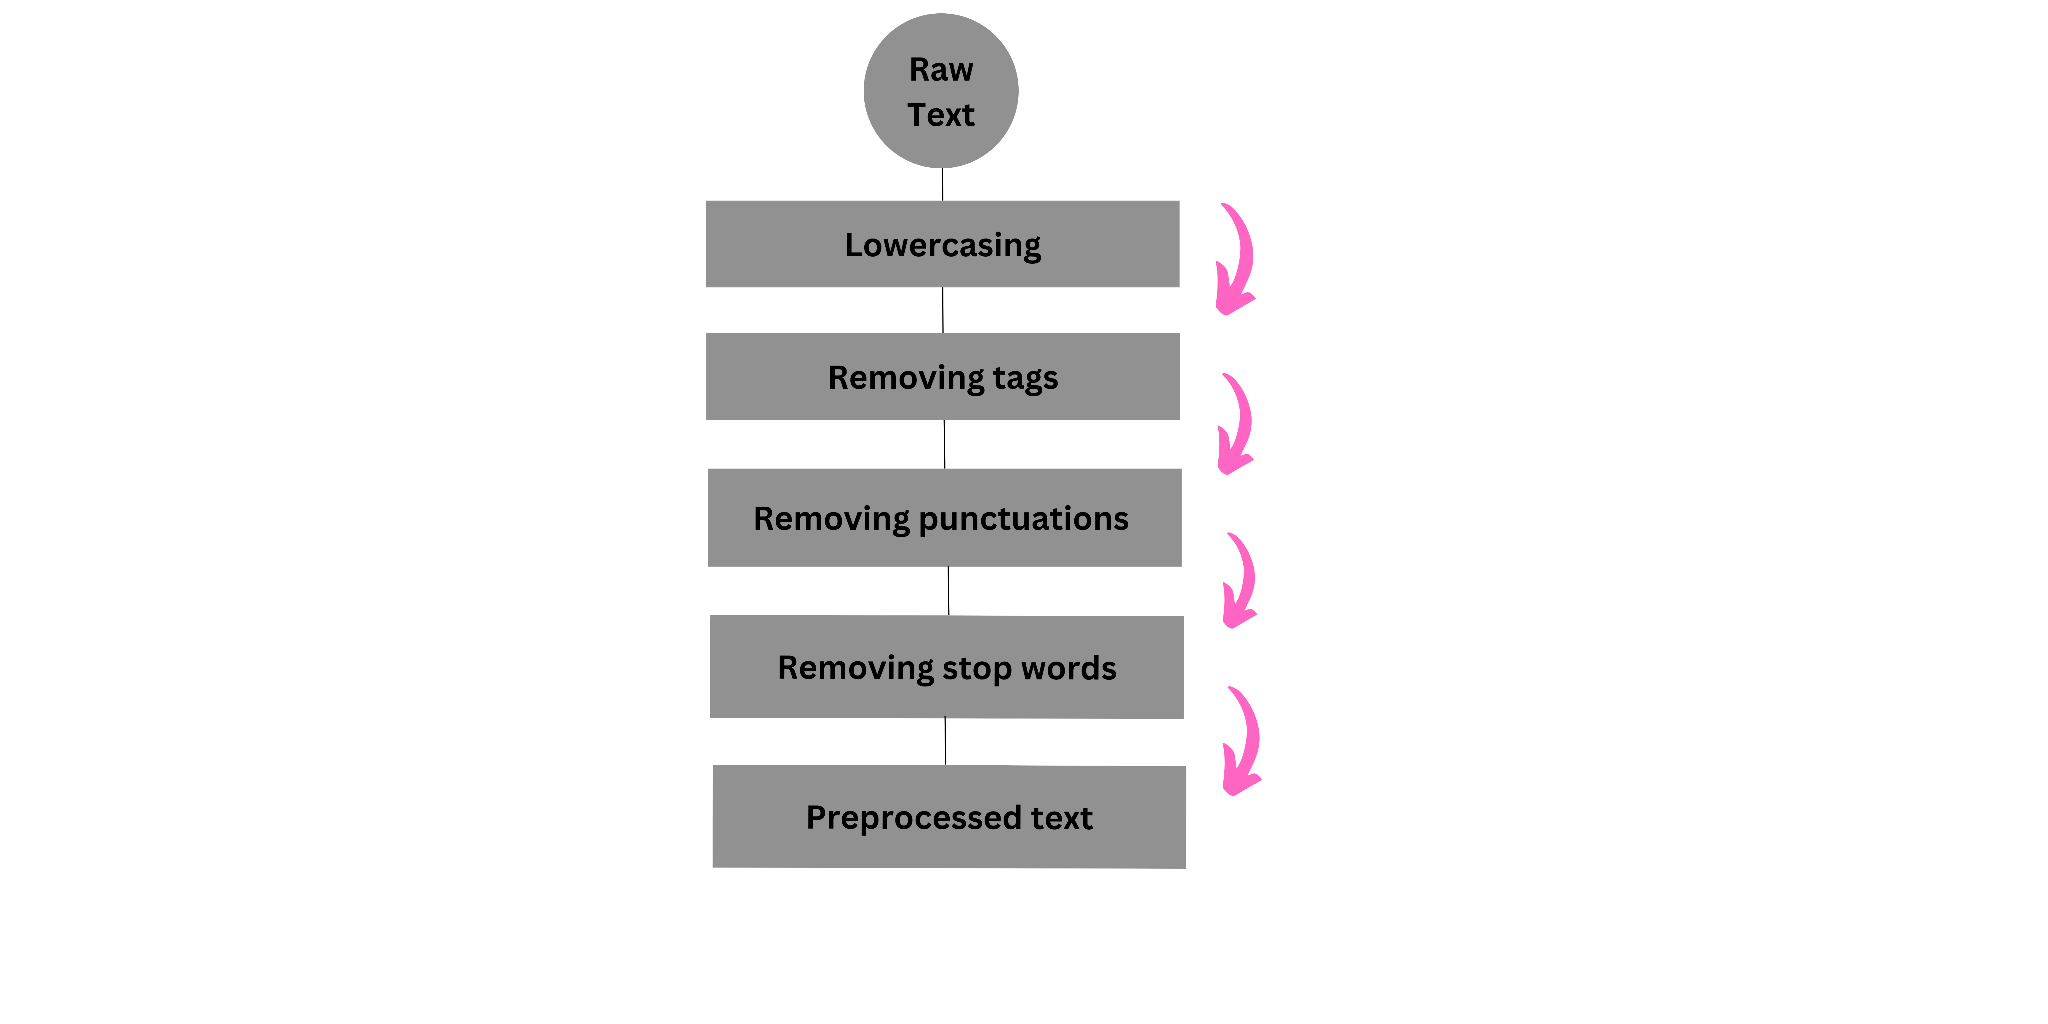 Raw
Text
Lowercasing
Removing tags
Removing punctuations
Removing stop words
Preprocessed text